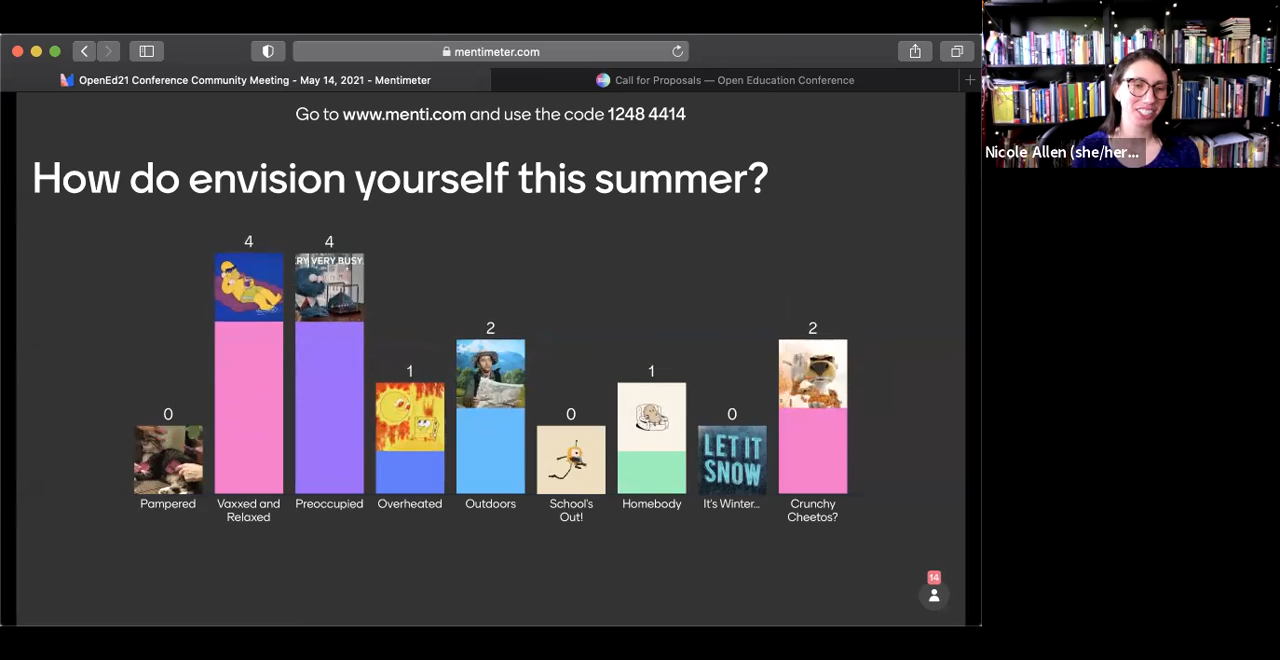 mentimeter.com
OpenEd21 Conference Community Meeting - May 14, 2021 - Mentimeter
Call for Proposals — Open Education Conference
Go to www.menti.com and use the code 1248 4414
How do envision yourself this summer?
0
4
4
1
2
0
1
0
2
RY VERY BUSY
LET IT
SNOW
Pampered
Vaxxed and
Relaxed
Preoccupied
Overheated
Outdoors
School's
Out!
Homebody
It's Winter...
Crunchy
Cheetos?
14
Nicole Allen (she/her...